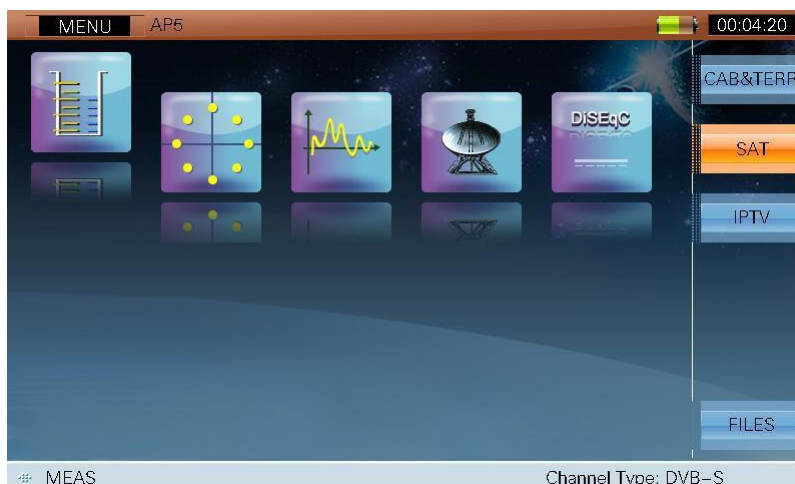 MENU AP5 00:04:20
CAB&TERR
DiSEqC
SAT
IPTV
FILES
MEAS Channel Type: DVB-S